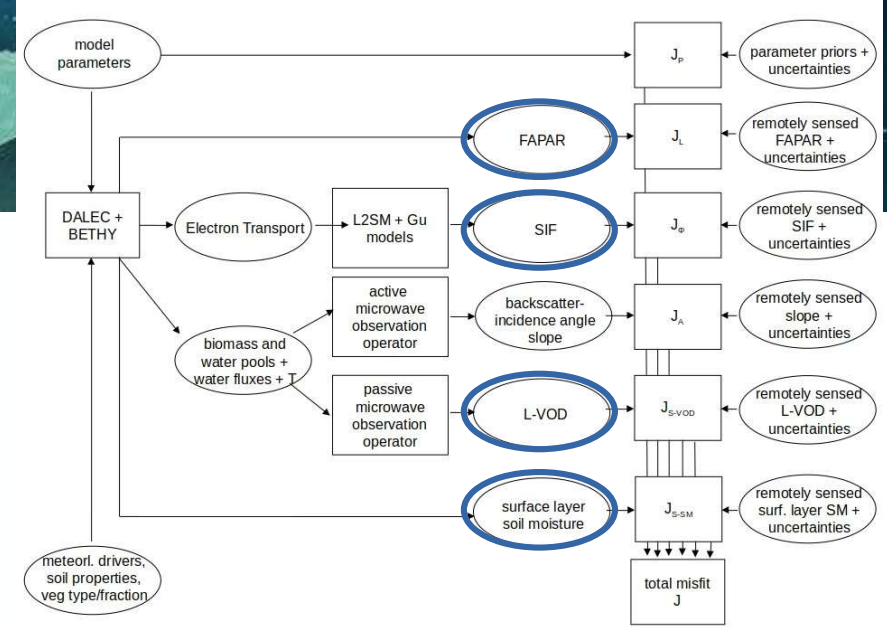 model
parameters
J_P
parameter priors +
uncertainties
FAPAR
J_L
remotely sensed
FAPAR +
uncertainties
DALEC +
BETHY
Electron Transport
L2SM + Gu
models
SIF
J_Φ
remotely sensed
SIF +
uncertainties
active
microwave
observation
operator
backscatter-
incidence angle
slope
J_A
remotely sensed
slope +
uncertainties
biomass and
water pools +
water fluxes + T
passive
microwave
observation
operator
L-VOD
J_S-VOD
remotely sensed
L-VOD +
uncertainties
surface layer
soil moisture
J_S-SM
remotely sensed
surf. layer SM +
uncertainties
meteorl. drivers,
soil properties,
veg type/fraction
total misfit
J